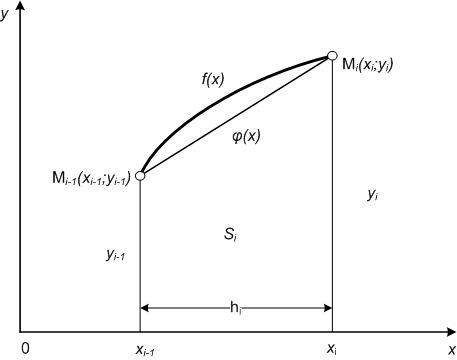 y
f(x)
Mi(xi;yi)
φ(x)
Mi-1(xi-1;yi-1)
yi
Si
yi-1
hi
0
xi-1
xi
x